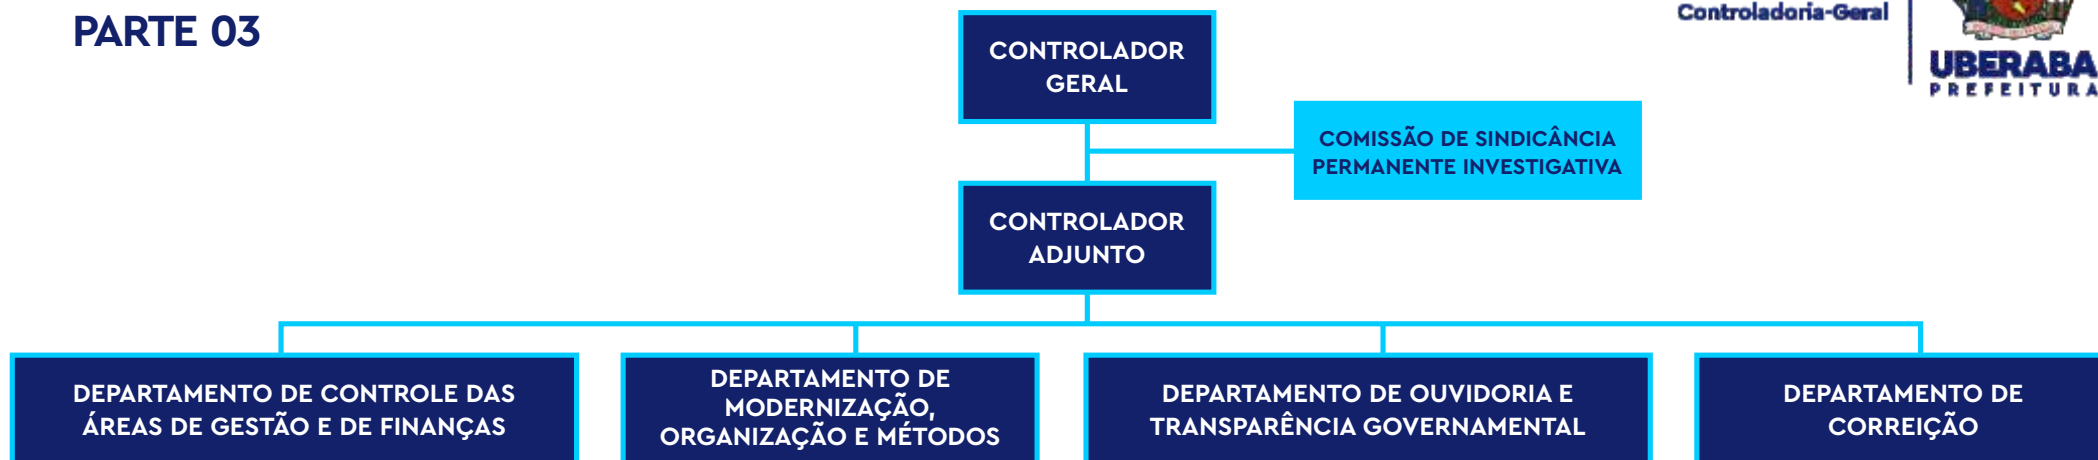 PARTE 03
Controladoria-Geral
UBERABA
PREFEITURA
CONTROLADOR
GERAL
COMISSÃO DE SINDICÂNCIA
PERMANENTE INVESTIGATIVA
CONTROLADOR
ADJUNTO
DEPARTAMENTO DE CONTROLE DAS
ÁREAS DE GESTÃO E DE FINANÇAS
DEPARTAMENTO DE
MODERNIZAÇÃO,
ORGANIZAÇÃO E MÉTODOS
DEPARTAMENTO DE OUVIDORIA E
TRANSPARÊNCIA GOVERNAMENTAL
DEPARTAMENTO DE
CORREIÇÃO